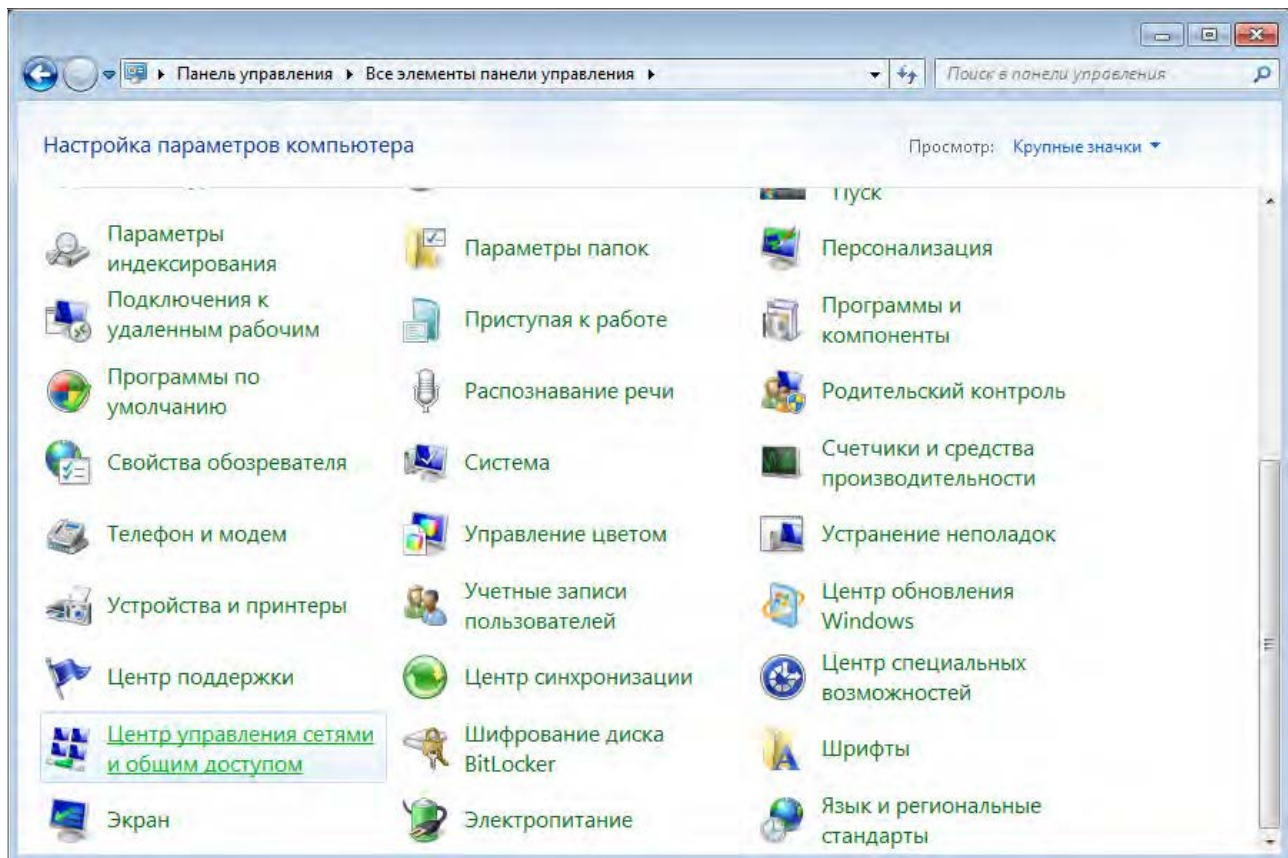 Панель управления ▸ Все элементы панели управления ▸
Поиск в панели управления
Настройка параметров компьютера
Просмотр: Крупные значки
Пуск
Параметры
индексирования
Параметры папок
Персонализация
Подключения к
удаленным рабочим
Приступая к работе
Программы и
компоненты
Программы по
умолчанию
Распознавание речи
Родительский контроль
Свойства обозревателя
Система
Счетчики и средства
производительности
Телефон и модем
Управление цветом
Устранение неполадок
Устройства и принтеры
Учетные записи
пользователей
Центр обновления
Windows
Центр поддержки
Центр синхронизации
Центр специальных
возможностей
Центр управления сетями
и общим доступом
Шифрование диска
BitLocker
Шрифты
Экран
Электропитание
Язык и региональные
стандарты